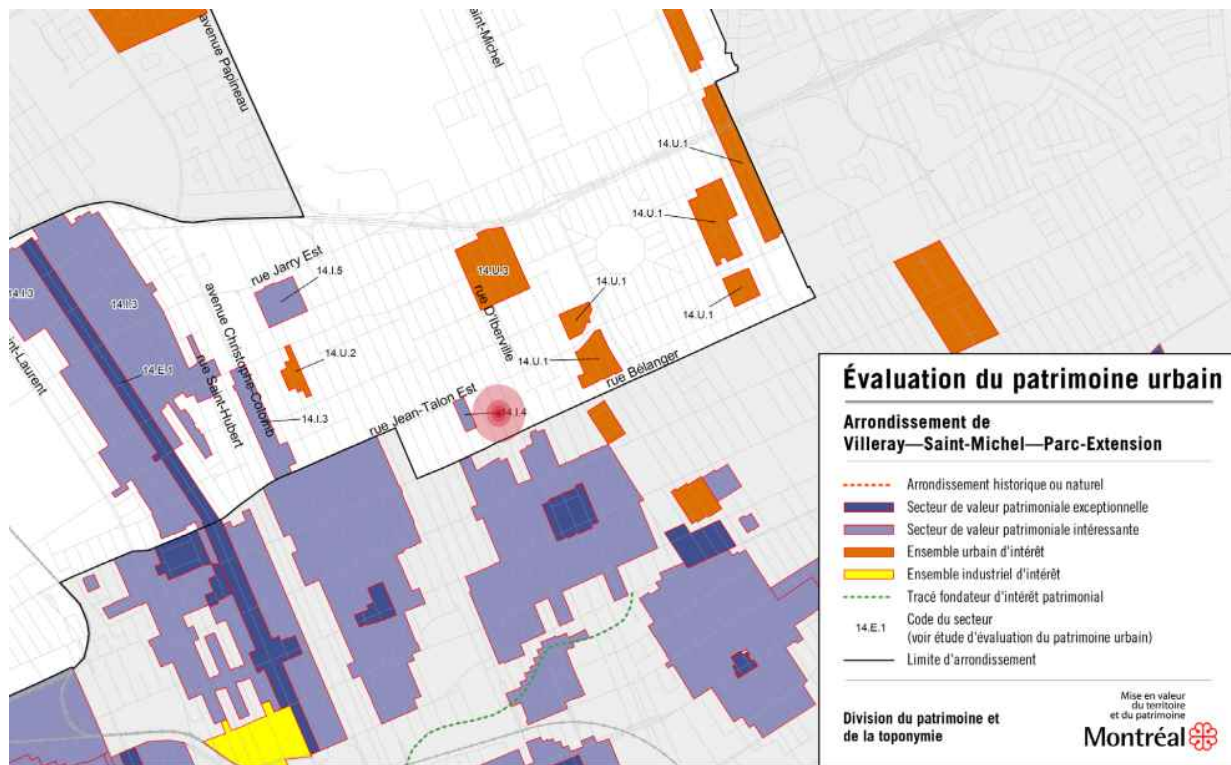 avenue Papineau
aint-Michel
14.U.1
14.U.1
rue Jarry Est
14.I.5
14.U.3
14.I.3
14.I.3
avenue Christophe-Colomb
rue D'Iberville
14.U.1
14.U.1
14.U.2
14.U.1
nt-Laurent
14.E.1
rue Saint-Hubert
rue Bélanger
14.I.3
rue Jean-Talon Est
14.I.4
Évaluation du patrimoine urbain
Arrondissement de
Villeray—Saint-Michel—Parc-Extension
Arrondissement historique ou naturel
Secteur de valeur patrimoniale exceptionnelle
Secteur de valeur patrimoniale intéressante
Ensemble urbain d'intérêt
Ensemble industriel d'intérêt
Tracé fondateur d'intérêt patrimonial
14.E.1 Code du secteur
(voir étude d'évaluation du patrimoine urbain)
Limite d'arrondissement
Division du patrimoine et
de la toponymie
Mise en valeur
du territoire
et du patrimoine
Montréal